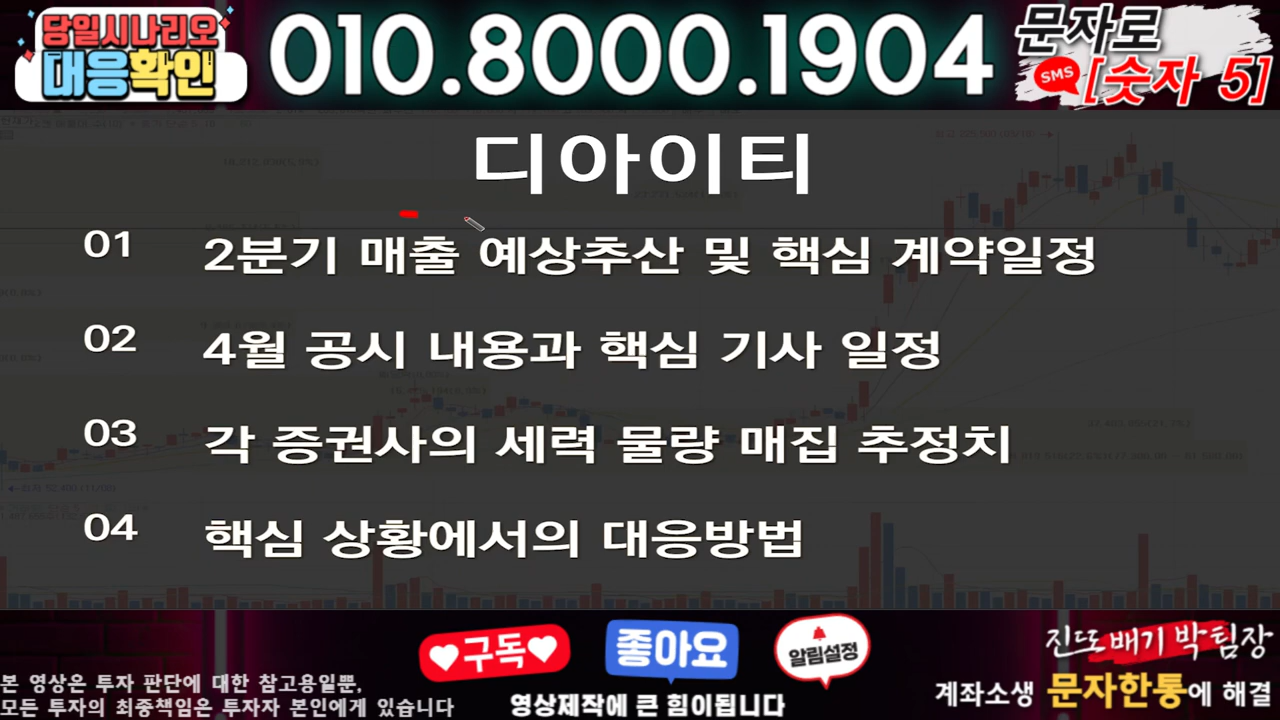 당일시나리오
대응확인
010.8000.1904
문자로
SMS [숫자 5]
디아이티
01 2분기 매출 예상추산 및 핵심 계약일정
02 4월 공시 내용과 핵심 기사 일정
03 각 증권사의 세력 물량 매집 추정치
04 핵심 상황에서의 대응방법
구독
좋아요
알림설정
진또배기 박팀장
본 영상은 투자 판단에 대한 참고용일뿐,
모든 투자의 최종책임은 투자자 본인에게 있습니다
영상제작에 큰 힘이됩니다
계좌소생 문자한통에 해결